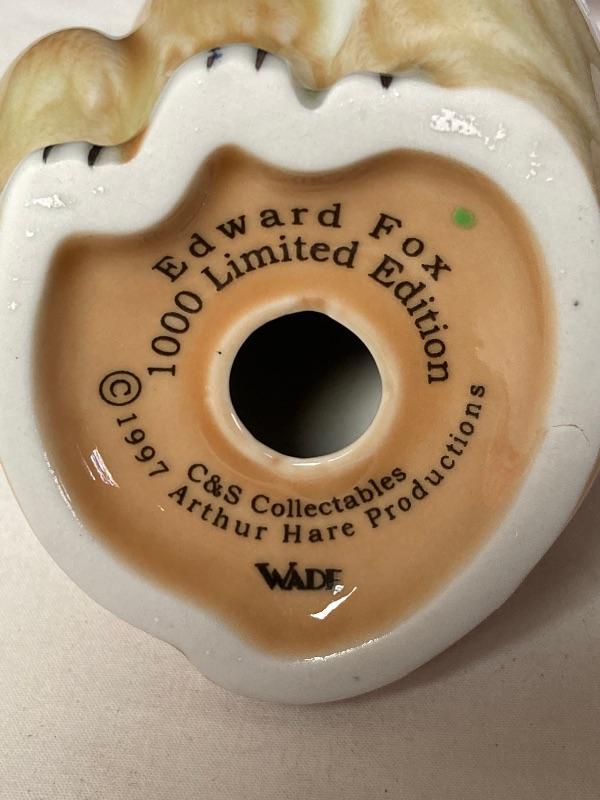 Edward Fox
1000 Limited Edition
C&S Collectables
© 1997 Arthur Hare Productions
WADE